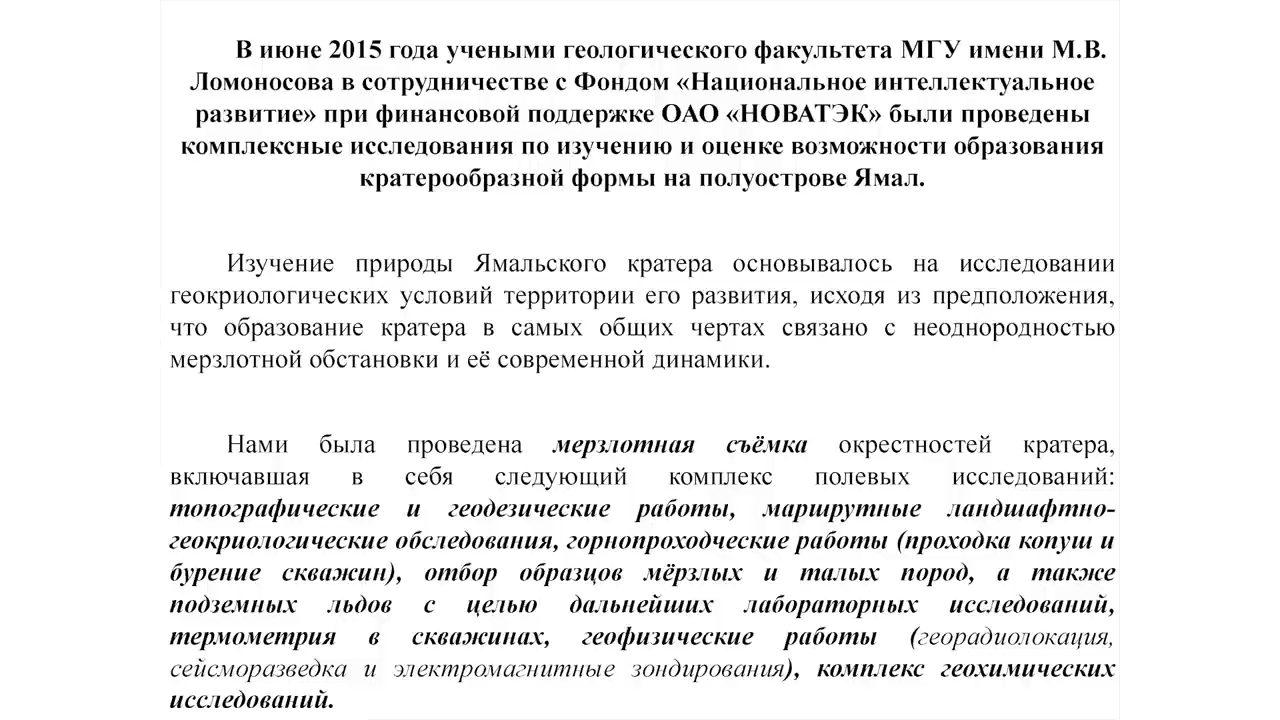 В июне 2015 года учеными геологического факультета МГУ имени М.В.
Ломоносова в сотрудничестве с Фондом «Национальное интеллектуальное
развитие» при финансовой поддержке ОАО «НОВАТЭК» были проведены
комплексные исследования по изучению и оценке возможности образования
кратерообразной формы на полуострове Ямал.
Изучение природы Ямальского кратера основывалось на исследовании
геокриологических условий территории его развития, исходя из предположения,
что образование кратера в самых общих чертах связано с неоднородностью
мерзлотной обстановки и её современной динамики.
Нами была проведена мерзлотная съёмка окрестностей кратера,
включавшая в себя следующий комплекс полевых исследований:
топографические и геодезические работы, маршрутные ландшафтно-
геокриологические обследования, горнопроходческие работы (проходка копуш и
бурение скважин), отбор образцов мёрзлых и талых пород, а также
подземных льдов с целью дальнейших лабораторных исследований,
термометрия в скважинах, геофизические работы (георадиолокация,
сейсморазведка и электромагнитные зондирования), комплекс геохимических
исследований.